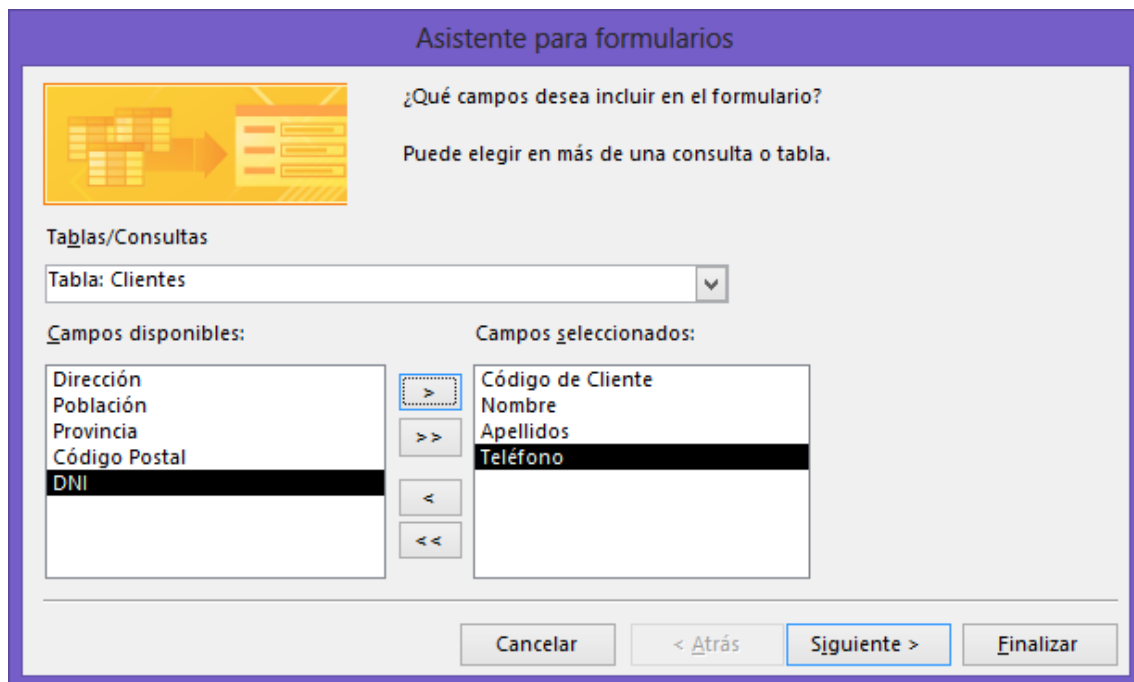 Asistente para formularios
¿Qué campos desea incluir en el formulario?
Puede elegir en más de una consulta o tabla.
Tablas/Consultas
Tabla: Clientes
Campos disponibles:
Dirección
Población
Provincia
Código Postal
DNI
>
>>
<
<<
Campos seleccionados:
Código de Cliente
Nombre
Apellidos
Teléfono
Cancelar
< Atrás
Siguiente >
Finalizar